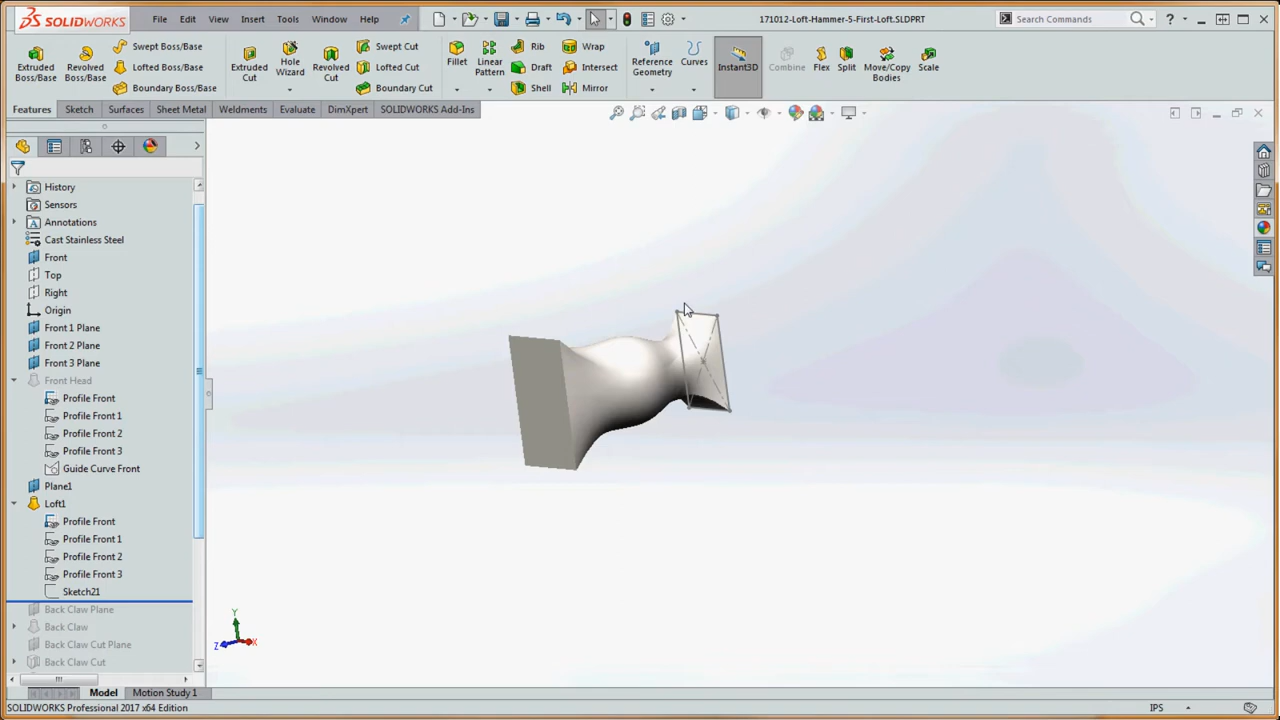 SOLIDWORKS File Edit View Insert Tools Window Help 171012-Loft-Hammer-5-First-Loft.SLDPRT Search Commands ?
Extruded Boss/Base
Revolved Boss/Base
Swept Boss/Base
Lofted Boss/Base
Boundary Boss/Base
Extruded Cut
Hole Wizard
Revolved Cut
Swept Cut
Lofted Cut
Boundary Cut
Fillet
Linear Pattern
Rib
Draft
Shell
Wrap
Intersect
Mirror
Reference Geometry
Curves
Instant3D
Combine
Flex
Split
Move/Copy Bodies
Scale
Features Sketch Surfaces Sheet Metal Weldments Evaluate DimXpert SOLIDWORKS Add-Ins
History
Sensors
Annotations
Cast Stainless Steel
Front
Top
Right
Origin
Front 1 Plane
Front 2 Plane
Front 3 Plane
Front Head
Profile Front
Profile Front 1
Profile Front 2
Profile Front 3
Guide Curve Front
Plane1
Loft1
Profile Front
Profile Front 1
Profile Front 2
Profile Front 3
Sketch21
Back Claw Plane
Back Claw
Back Claw Cut Plane
Back Claw Cut
Y
Z X
Model Motion Study 1
SOLIDWORKS Professional 2017 x64 Edition IPS